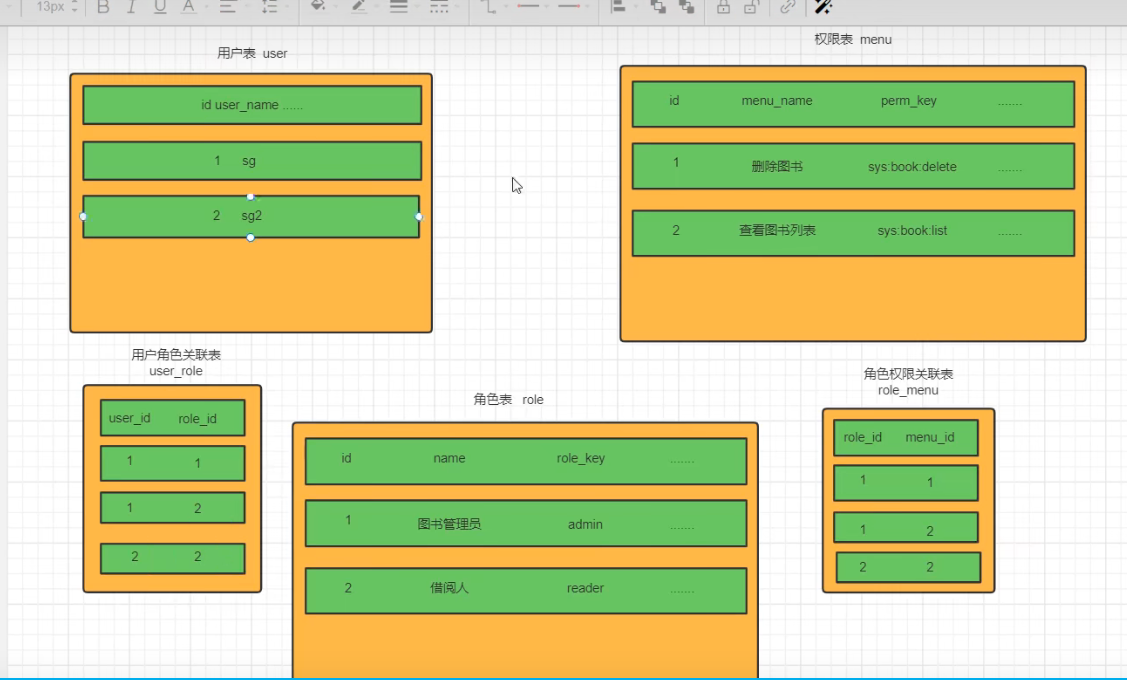 13px B I U A
用户表 user
id user_name ......
1 sg
2 sg2
权限表 menu
id menu_name perm_key .......
1 删除图书 sys:book:delete .......
2 查看图书列表 sys:book:list .......
用户角色关联表
user_role
user_id role_id
1 1
1 2
2 2
角色表 role
id name role_key .......
1 图书管理员 admin .......
2 借阅人 reader .......
角色权限关联表
role_menu
role_id menu_id
1 1
1 2
2 2